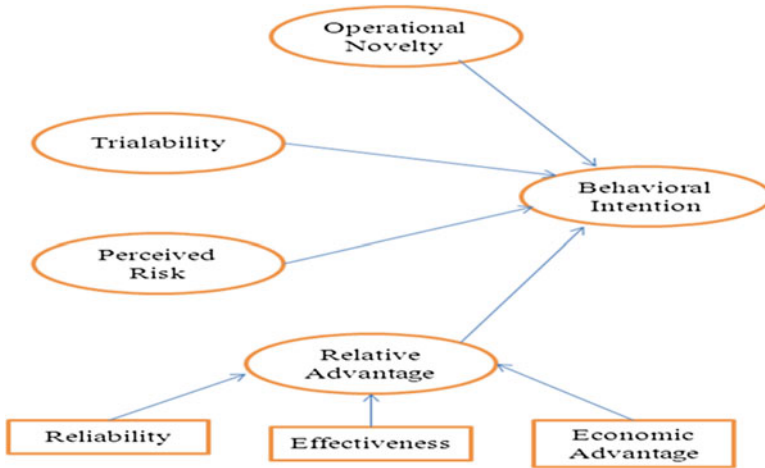 Operational
Novelty
Trialability
Behavioral
Intention
Perceived
Risk
Relative
Advantage
Reliability
Effectiveness
Economic
Advantage